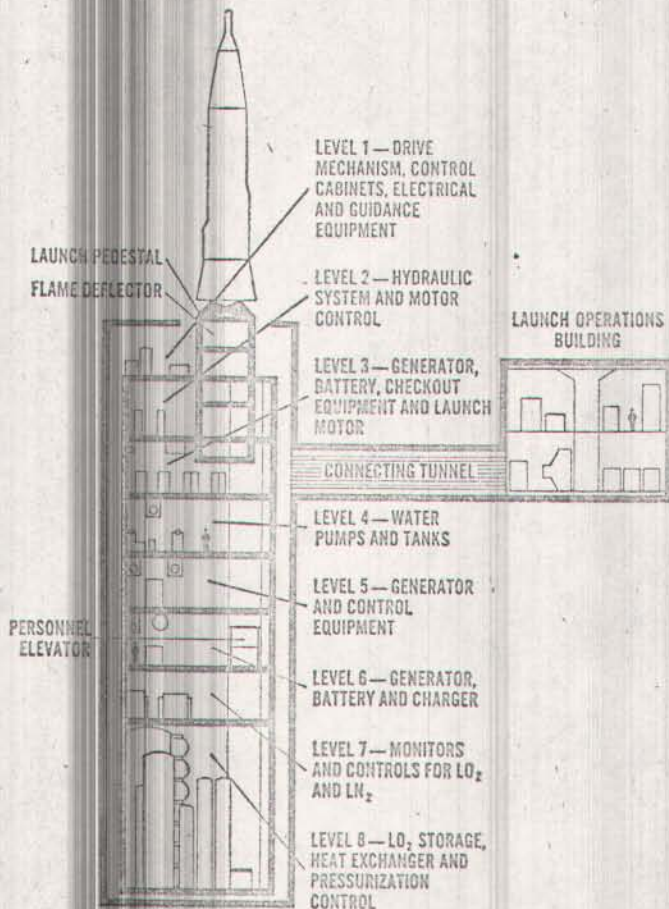 LEVEL 1 — DRIVE
MECHANISM, CONTROL
CABINETS, ELECTRICAL
AND GUIDANCE
EQUIPMENT
LAUNCH PEDESTAL
FLAME DEFLECTOR
LEVEL 2 — HYDRAULIC
SYSTEM AND MOTOR
CONTROL
LAUNCH OPERATIONS
BUILDING
LEVEL 3 — GENERATOR,
BATTERY, CHECKOUT
EQUIPMENT AND LAUNCH
MOTOR
CONNECTING TUNNEL
LEVEL 4 — WATER
PUMPS AND TANKS
LEVEL 5 — GENERATOR
AND CONTROL
EQUIPMENT
PERSONNEL
ELEVATOR
LEVEL 6 — GENERATOR,
BATTERY AND CHARGER
LEVEL 7 — MONITORS
AND CONTROLS FOR LO₂
AND LN₂
LEVEL 8 — LO₂ STORAGE,
HEAT EXCHANGER AND
PRESSURIZATION
CONTROL